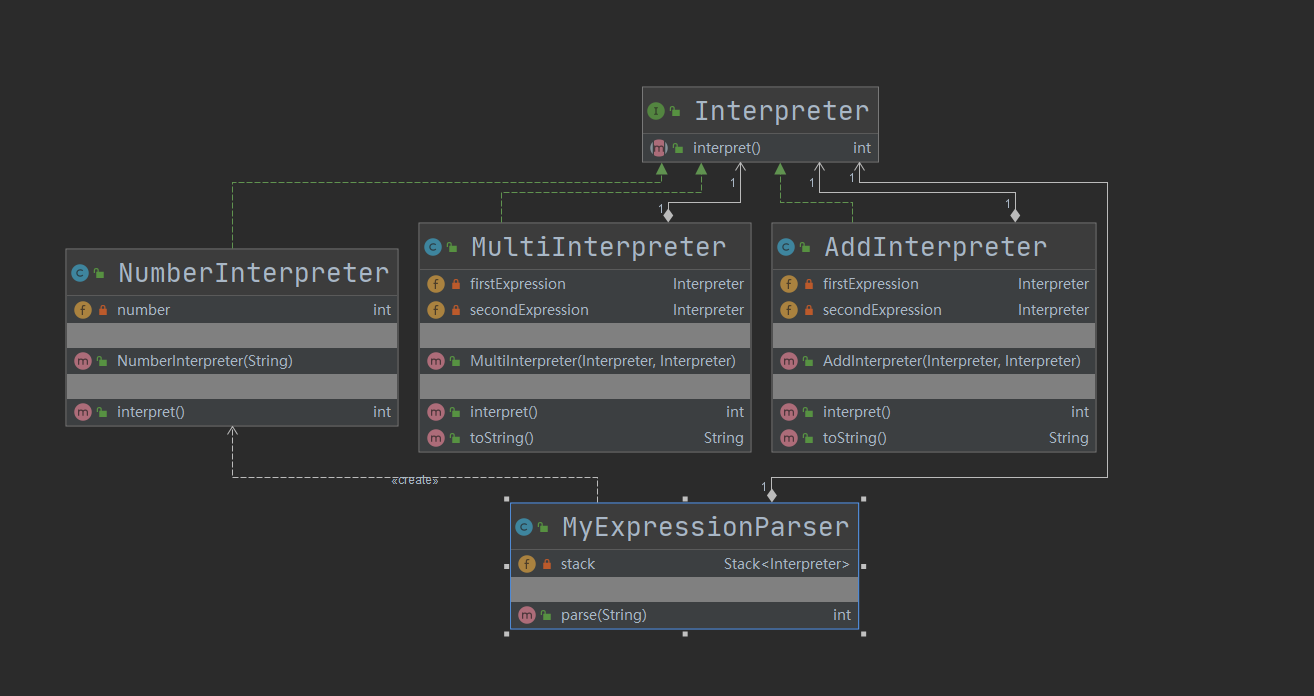 Interpreter
interpret() int
1
1
1
1
1
NumberInterpreter
number int
NumberInterpreter(String)
interpret() int
MultiInterpreter
firstExpression Interpreter
secondExpression Interpreter
MultiInterpreter(Interpreter, Interpreter)
interpret() int
toString() String
AddInterpreter
firstExpression Interpreter
secondExpression Interpreter
AddInterpreter(Interpreter, Interpreter)
interpret() int
toString() String
«create»
1
MyExpressionParser
stack Stack<Interpreter>
parse(String) int